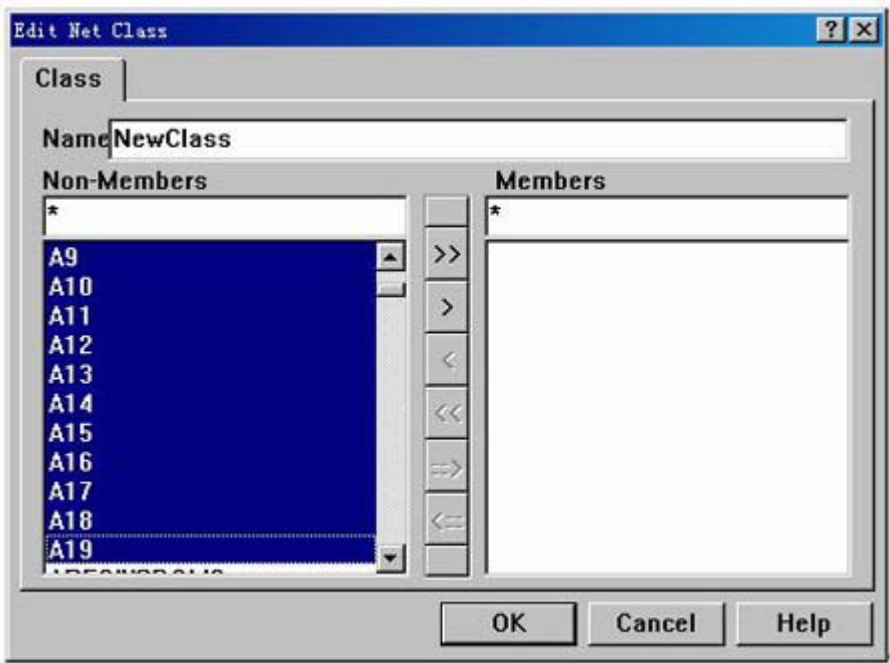 Edit Net Class
Class
Name NewClass
Non-Members
Members
*
*
A9
A10
A11
A12
A13
A14
A15
A16
A17
A18
A19
>>
>
<
<<
==>
<==
OK
Cancel
Help